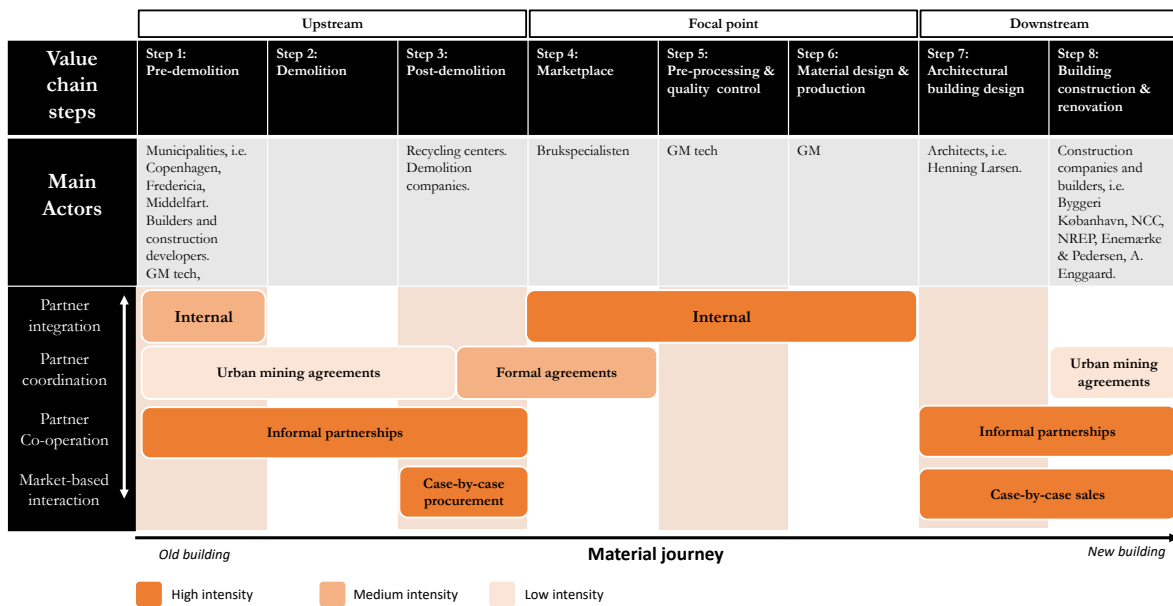 Upstream
Focal point
Downstream
Value
chain
steps
Step 1:
Pre-demolition
Step 2:
Demolition
Step 3:
Post-demolition
Step 4:
Marketplace
Step 5:
Pre-processing &
quality control
Step 6:
Material design &
production
Step 7:
Architectural
building design
Step 8:
Building
construction &
renovation
Main
Actors
Municipalities, i.e.
Copenhagen,
Fredericia,
Middelfart.
Builders and
construction
developers.
GM tech,
Recycling centers.
Demolition
companies.
Brukspecialisten
GM tech
GM
Architects, i.e.
Henning Larsen.
Construction
companies and
builders, i.e.
Byggeri
København, NCC,
NREP, Enemærke
& Pedersen, A.
Enggaard.
Partner
integration
Internal
Internal
Partner
coordination
Urban mining agreements
Formal agreements
Urban mining
agreements
Partner
Co-operation
Informal partnerships
Informal partnerships
Market-based
interaction
Case-by-case
procurement
Case-by-case sales
Old building
Material journey
New building
High intensity
Medium intensity
Low intensity